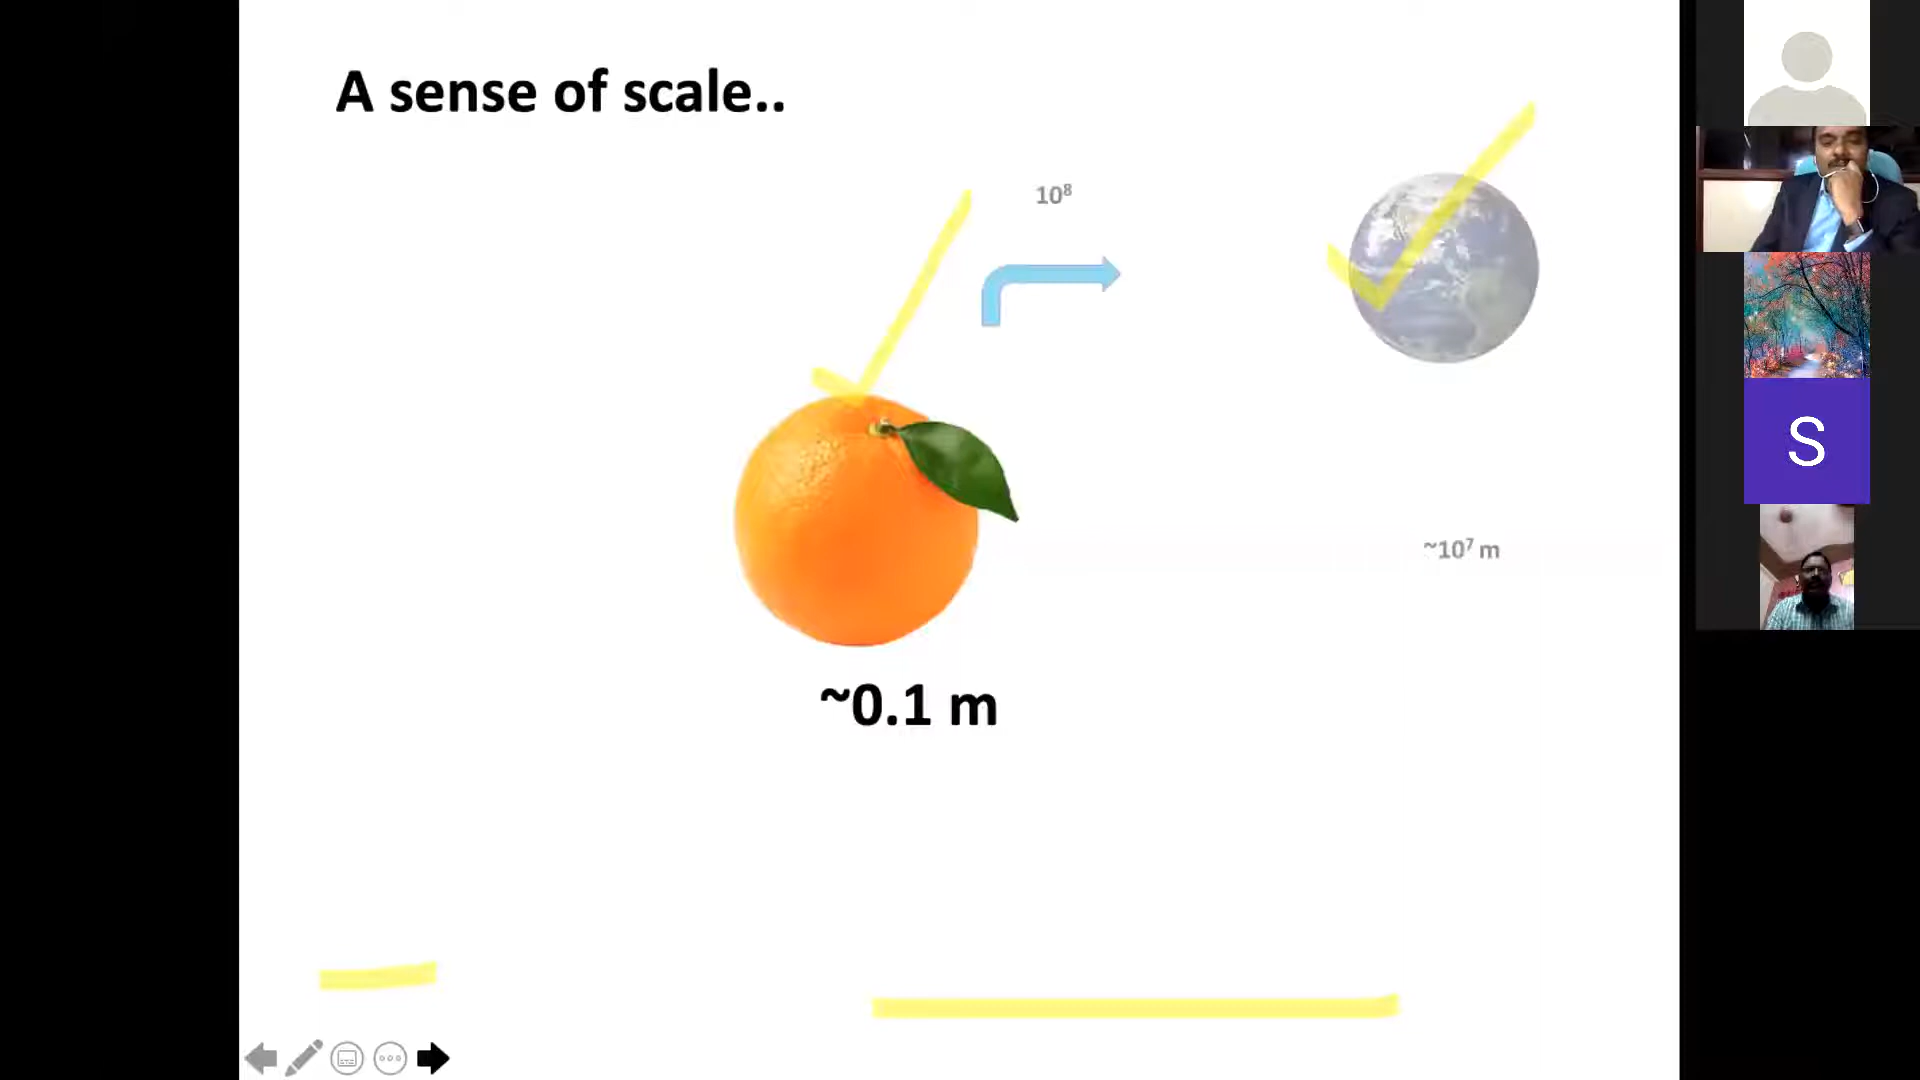 A sense of scale..
10⁸
~10⁷ m
~0.1 m
S